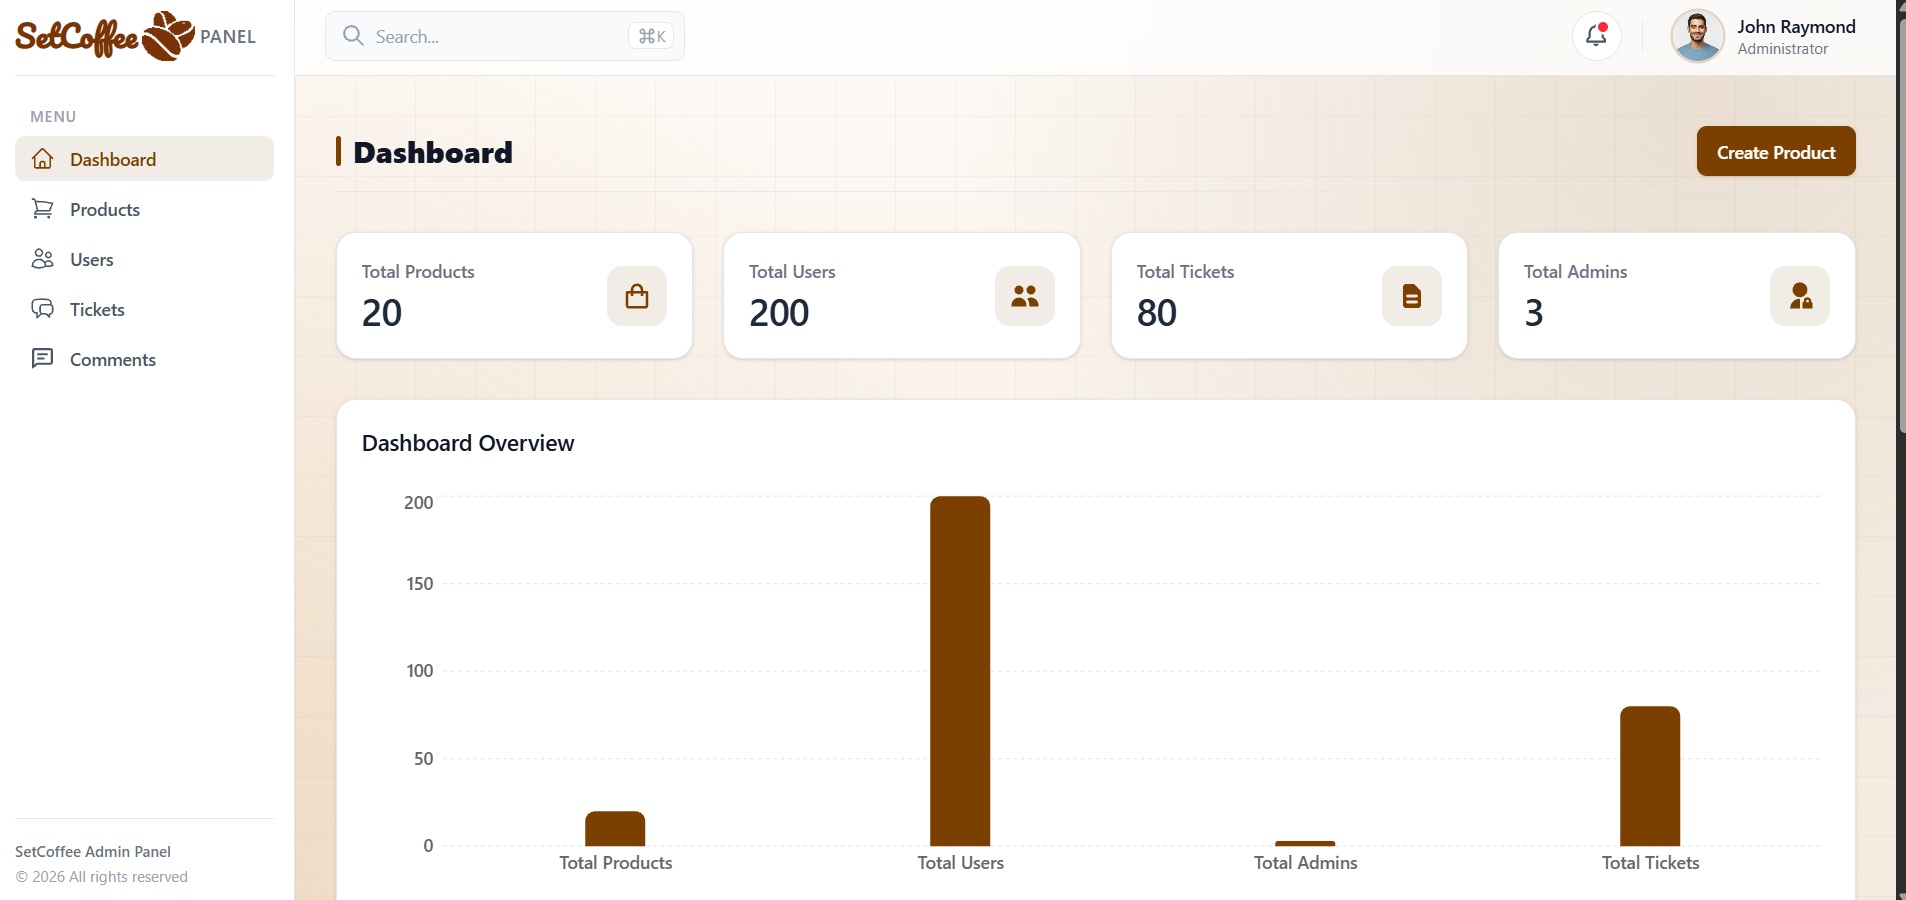 SetCoffee PANEL
Search...
⌘K
John Raymond
Administrator
MENU
Dashboard
Products
Users
Tickets
Comments
SetCoffee Admin Panel
© 2026 All rights reserved
Dashboard
Create Product
Total Products
20
Total Users
200
Total Tickets
80
Total Admins
3
Dashboard Overview
200
150
100
50
0
Total Products
Total Users
Total Admins
Total Tickets